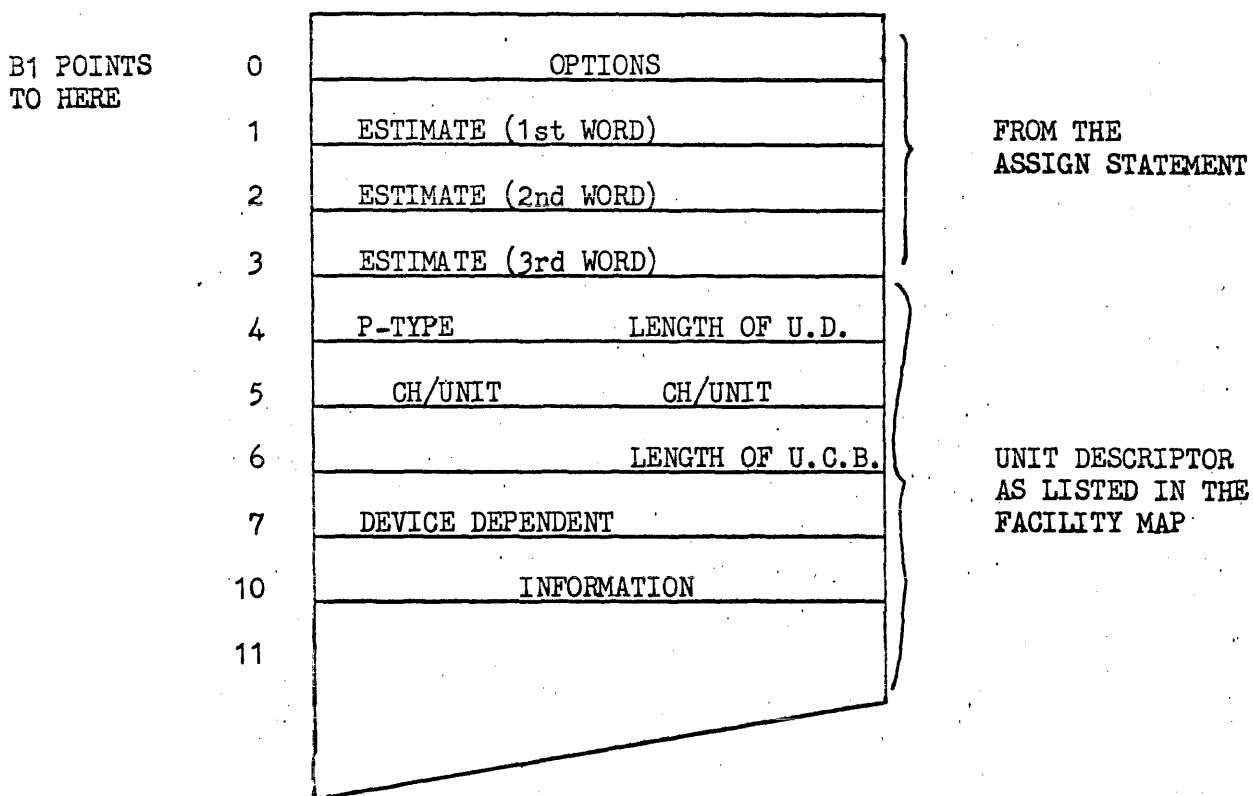 B1 POINTS
TO HERE
0 OPTIONS
1 ESTIMATE (1st WORD)
2 ESTIMATE (2nd WORD)
3 ESTIMATE (3rd WORD)
FROM THE
ASSIGN STATEMENT
4 P-TYPE LENGTH OF U.D.
5 CH/UNIT CH/UNIT
6 LENGTH OF U.C.B.
7 DEVICE DEPENDENT
10 INFORMATION
11
UNIT DESCRIPTOR
AS LISTED IN THE
FACILITY MAP